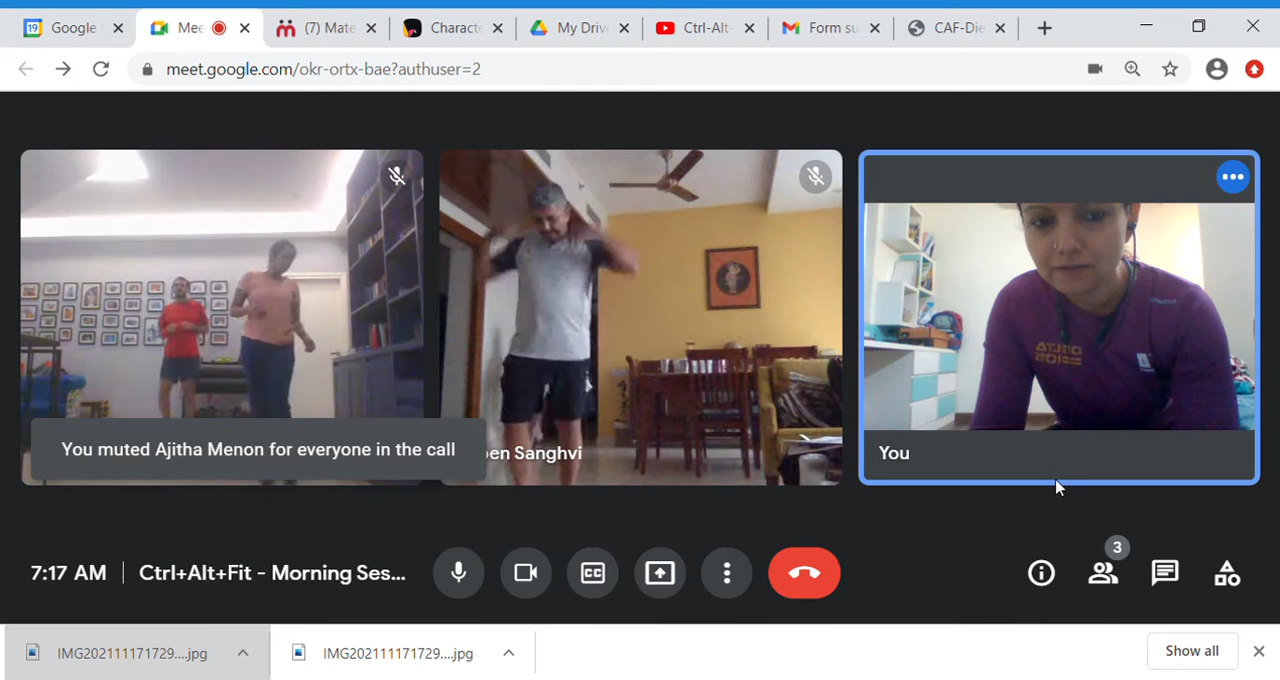 19 Google
Mee
(7) Mate
Characte
My Driv
Ctrl-Alt-
Form su
CAF-Die
meet.google.com/okr-ortx-bae?authuser=2
You muted Ajitha Menon for everyone in the call
en Sanghvi
You
7:17 AM | Ctrl+Alt+Fit - Morning Ses...
CC
3
IMG202111171729....jpg
IMG202111171729....jpg
Show all